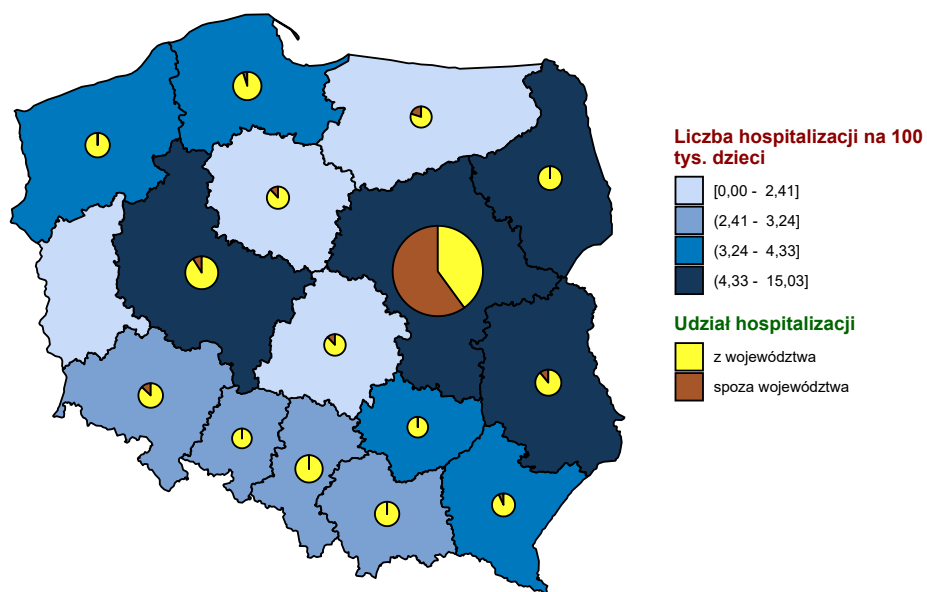 Liczba hospitalizacji na 100
tys. dzieci
[0,00 - 2,41]
(2,41 - 3,24]
(3,24 - 4,33]
(4,33 - 15,03]
Udział hospitalizacji
z województwa
spoza województwa